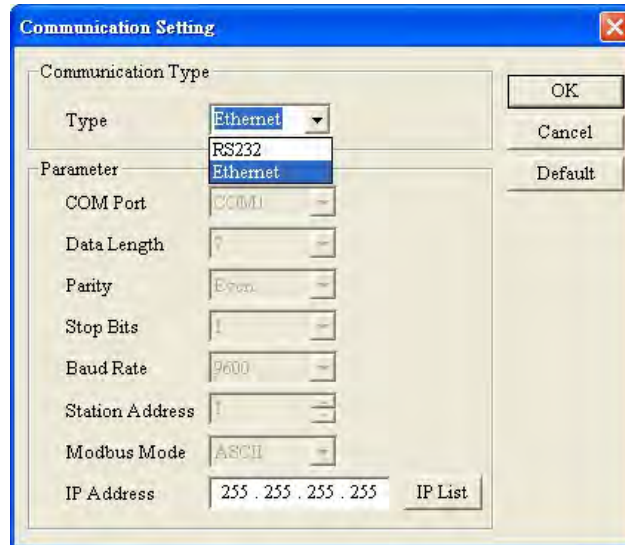 Communication Setting
Communication Type
Type Ethernet
RS232
Ethernet
OK
Cancel
Default
Parameter
COM Port COM1
Data Length 7
Parity Even
Stop Bits 1
Baud Rate 9600
Station Address 1
Modbus Mode ASCII
IP Address 255 . 255 . 255 . 255 IP List